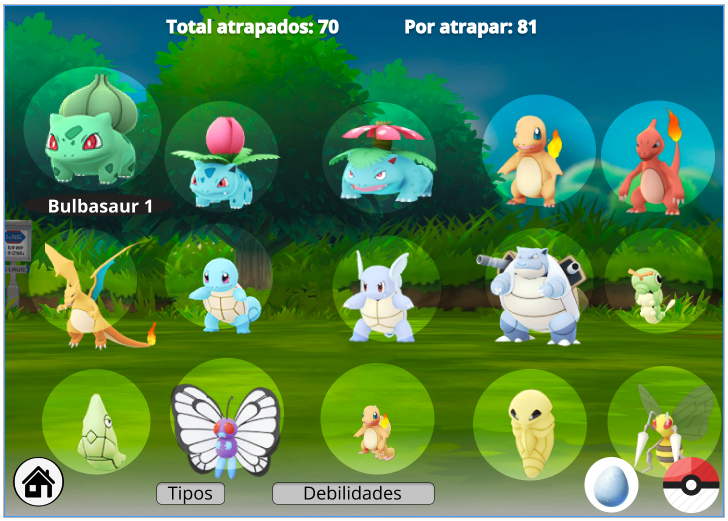 Total atrapados: 70
Por atrapar: 81
Bulbasaur 1
Tipos
Debilidades